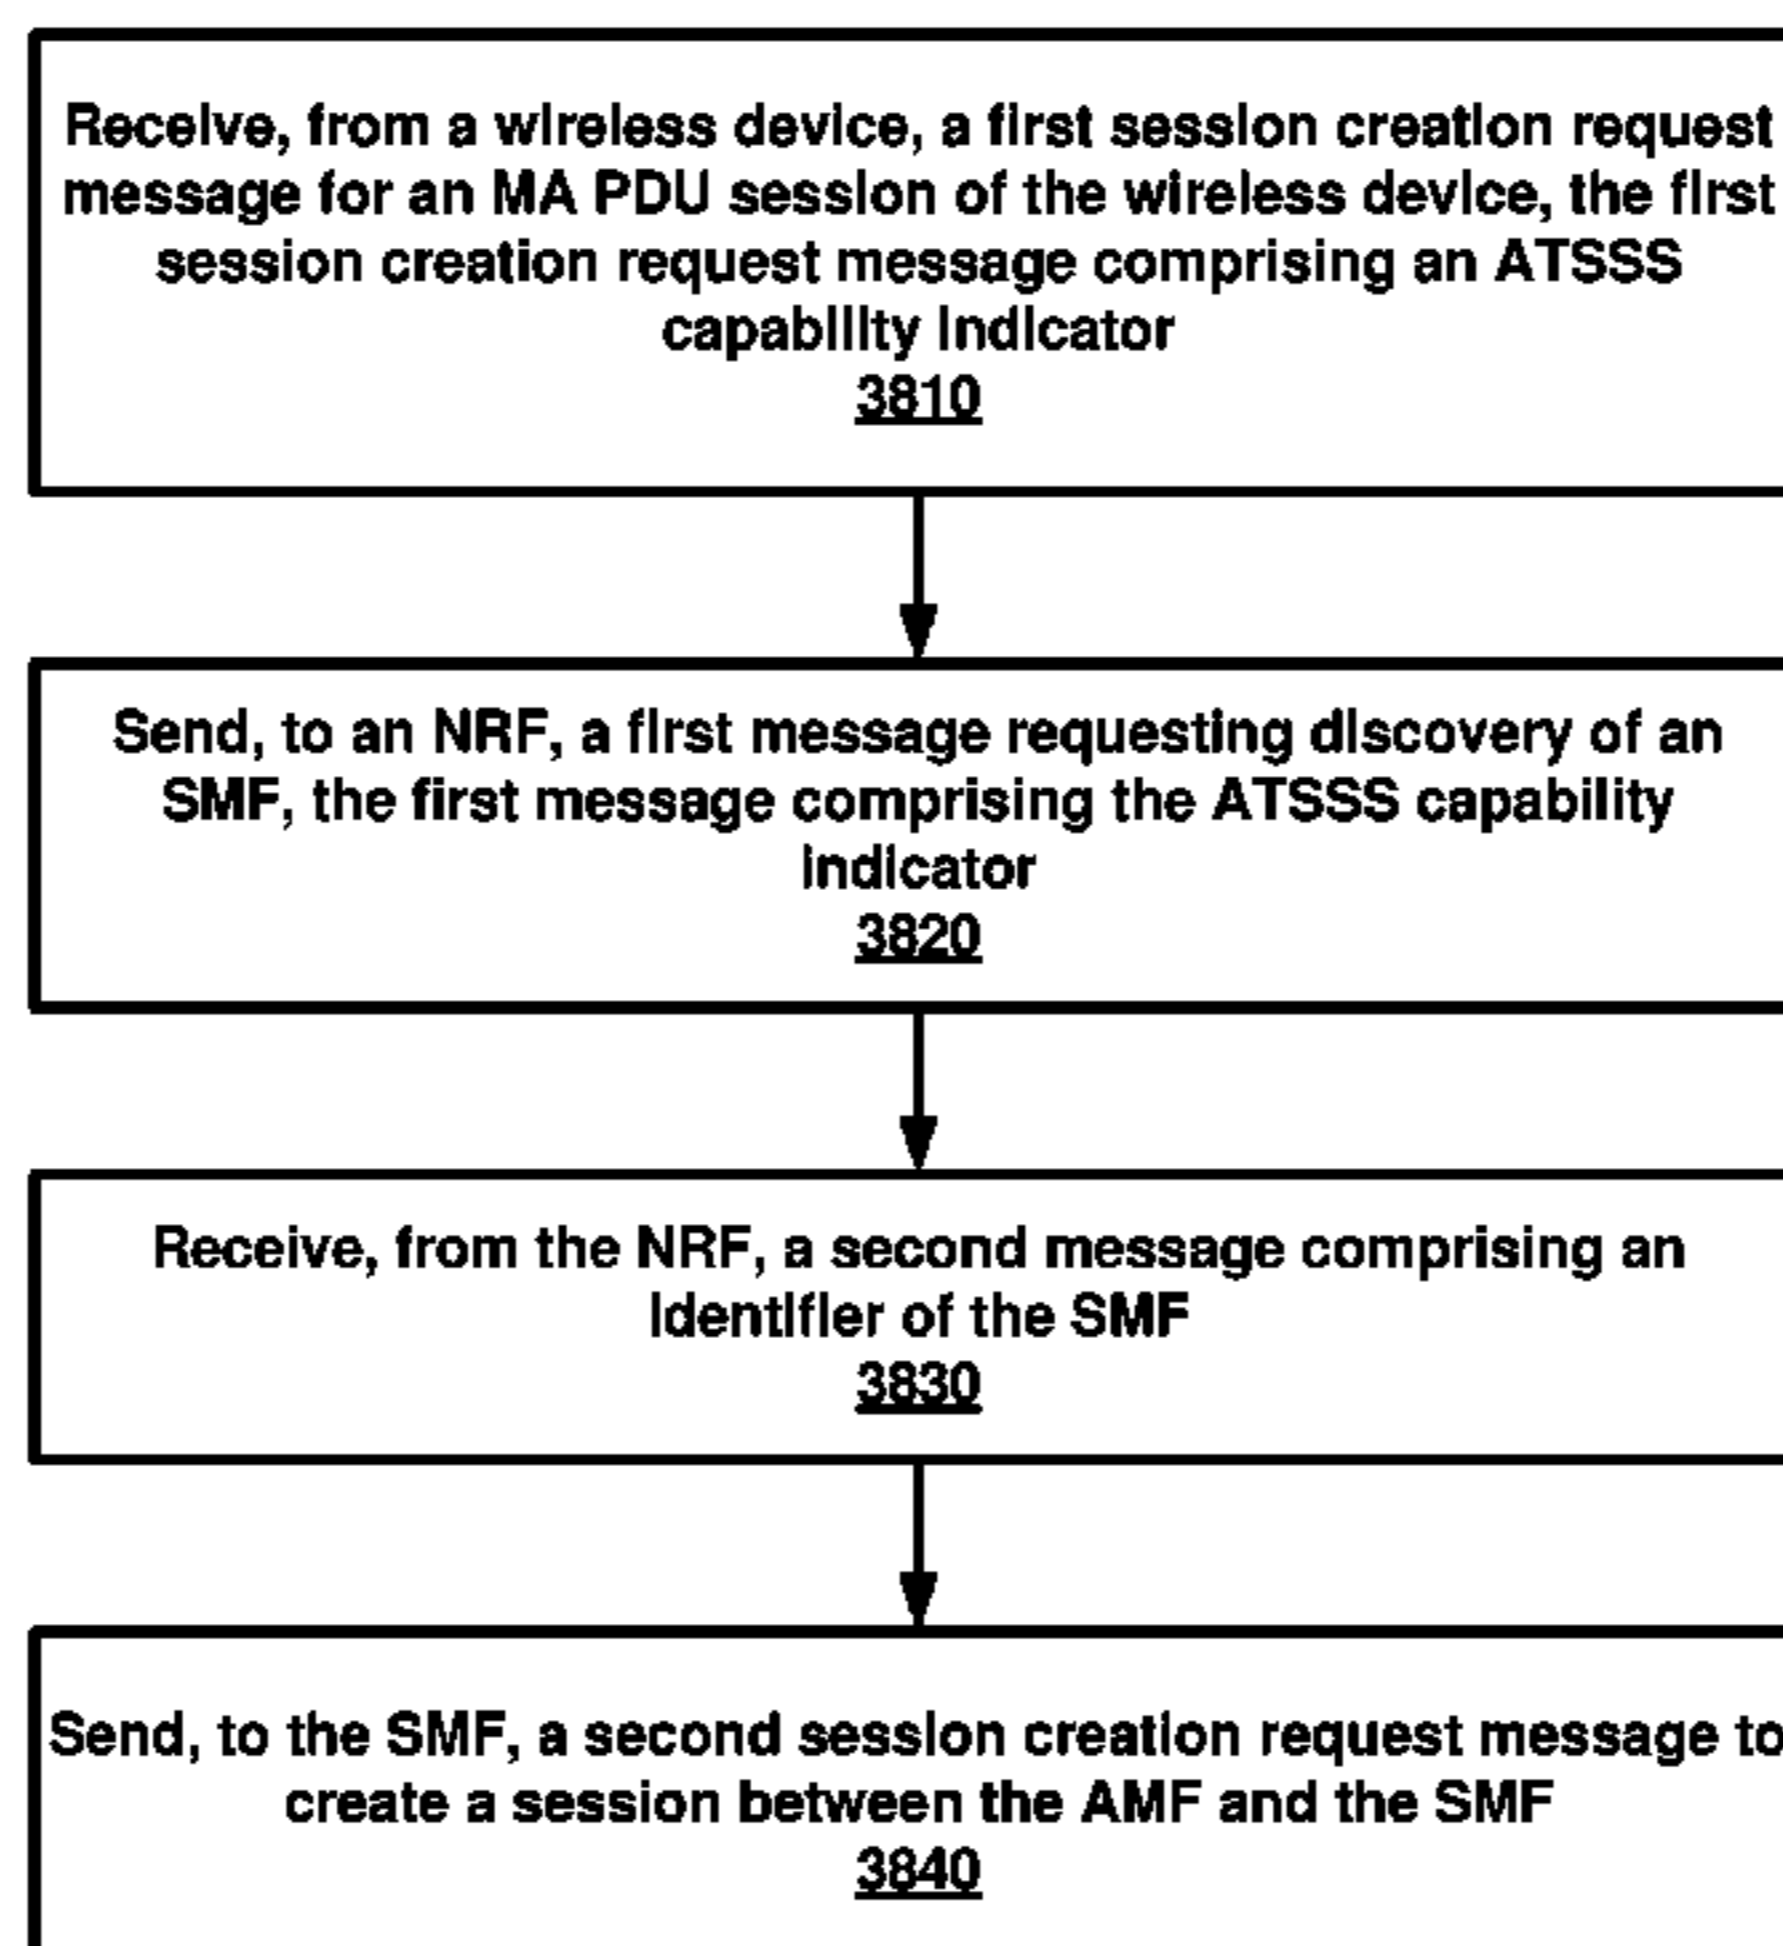 Receive, from a wireless device, a first session creation request
message for an MA PDU session of the wireless device, the first
session creation request message comprising an ATSSS
capability indicator
3810
Send, to an NRF, a first message requesting discovery of an
SMF, the first message comprising the ATSSS capability
indicator
3820
Receive, from the NRF, a second message comprising an
identifier of the SMF
3830
Send, to the SMF, a second session creation request message to
create a session between the AMF and the SMF
3840